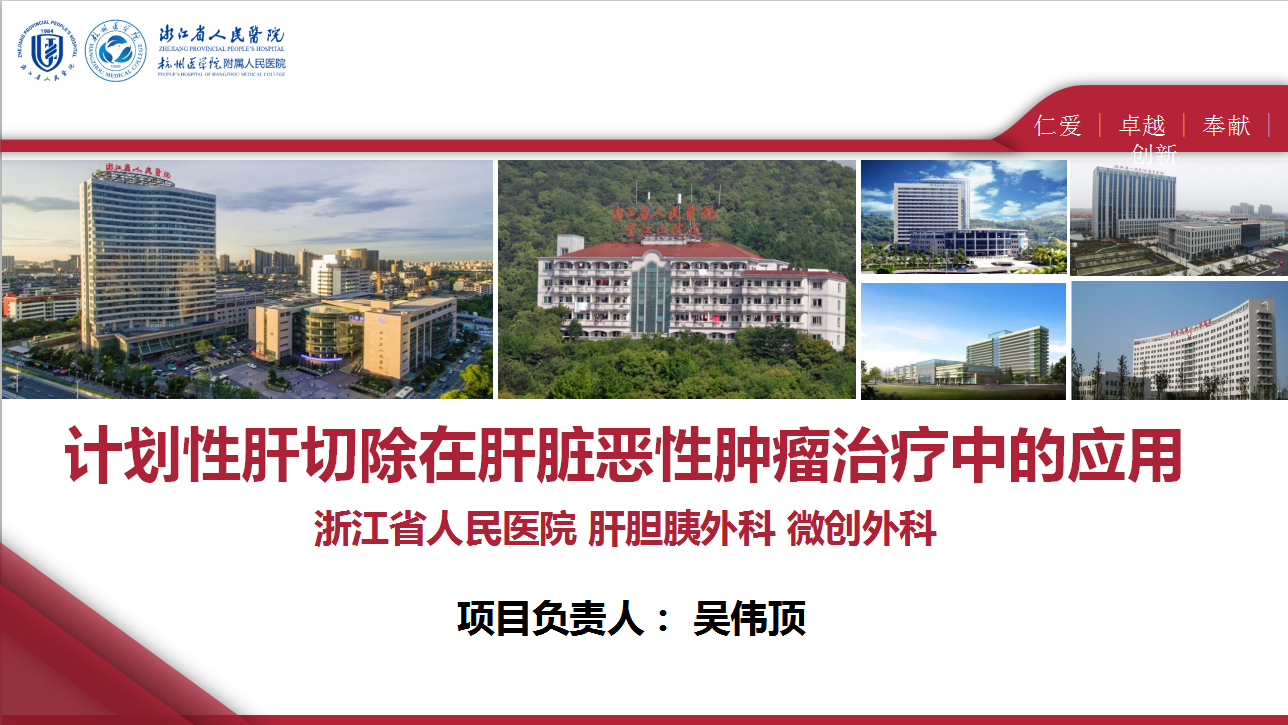 ZHEJIANG PROVINCIAL PEOPLE'S HOSPITAL
1984
浙江省人民医院
杭州医学院
HANGZHOU MEDICAL COLLEGE
浙江省人民醫院
ZHEJIANG PROVINCIAL PEOPLE'S HOSPITAL
杭州医学院附属人民医院
PEOPLE'S HOSPITAL OF HANGZHOU MEDICAL COLLEGE
仁爱｜卓越｜奉献｜
创新
浙江省人民醫院
浙江省人民醫院
望江山院区
计划性肝切除在肝脏恶性肿瘤治疗中的应用
浙江省人民医院 肝胆胰外科 微创外科
项目负责人： 吴伟顶